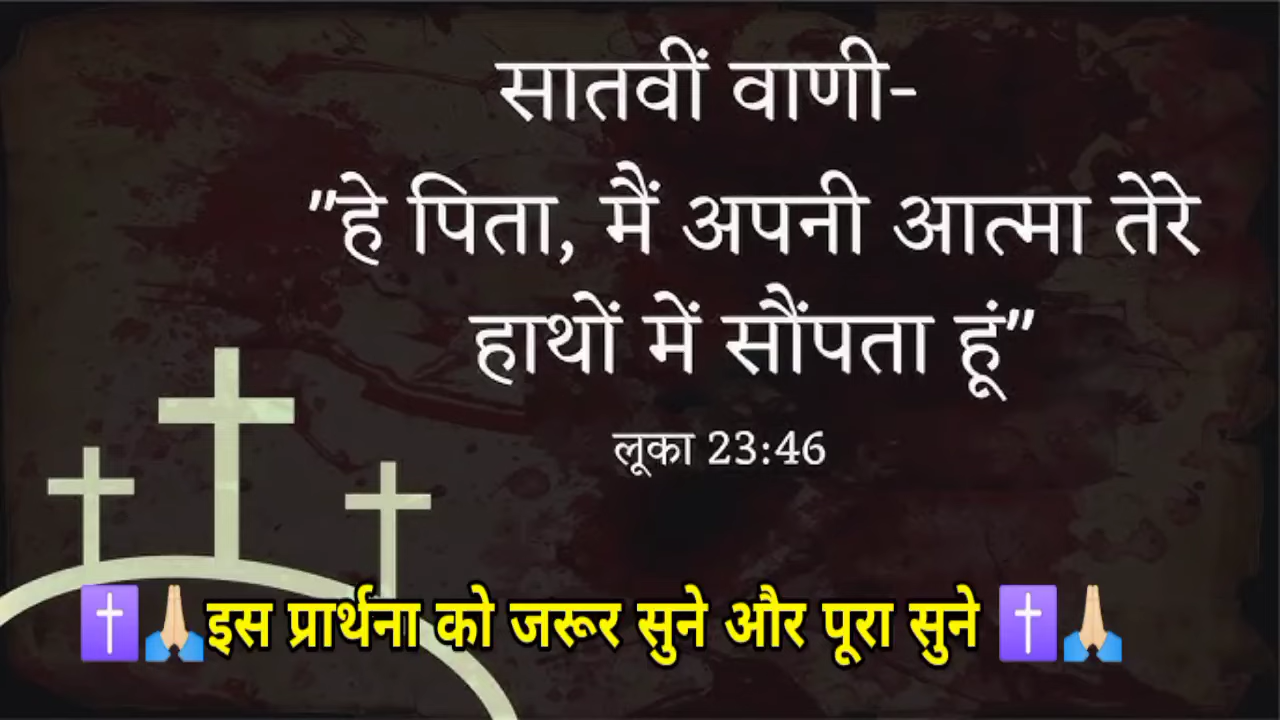 सातवीं वाणी-
"हे पिता, मैं अपनी आत्मा तेरे
हाथों में सौंपता हूं"
लूका 23:46
✝️🙏🏻इस प्रार्थना को जरूर सुने और पूरा सुने ✝️🙏🏻